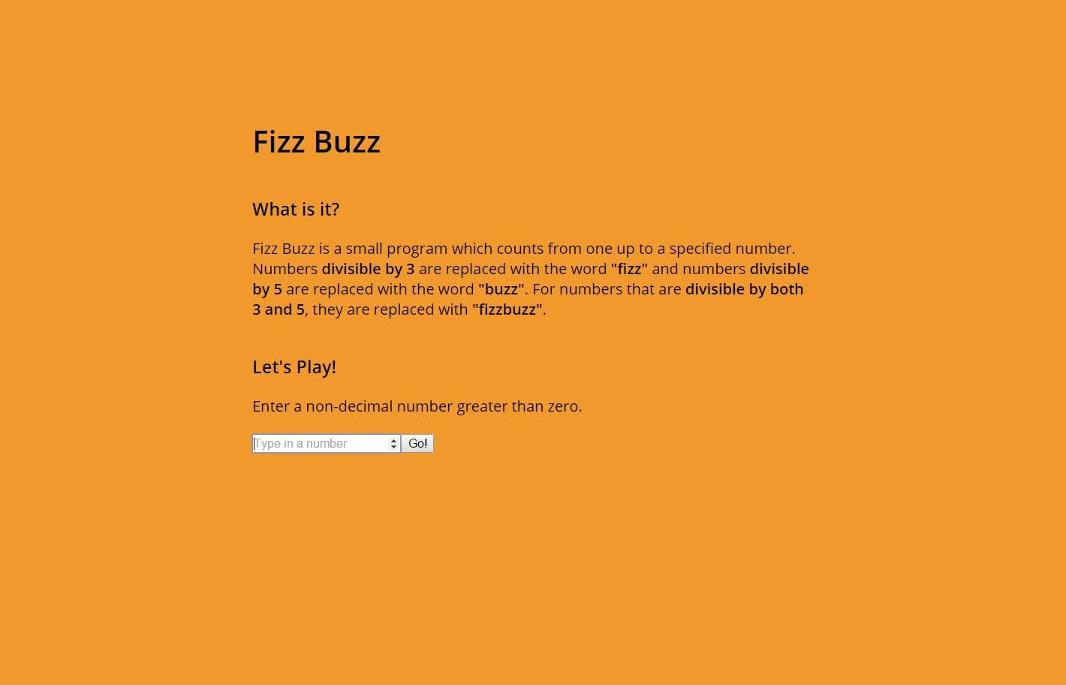 Fizz Buzz
What is it?
Fizz Buzz is a small program which counts from one up to a specified number.
Numbers divisible by 3 are replaced with the word "fizz" and numbers divisible
by 5 are replaced with the word "buzz". For numbers that are divisible by both
3 and 5, they are replaced with "fizzbuzz".
Let's Play!
Enter a non-decimal number greater than zero.
Type in a number Go!